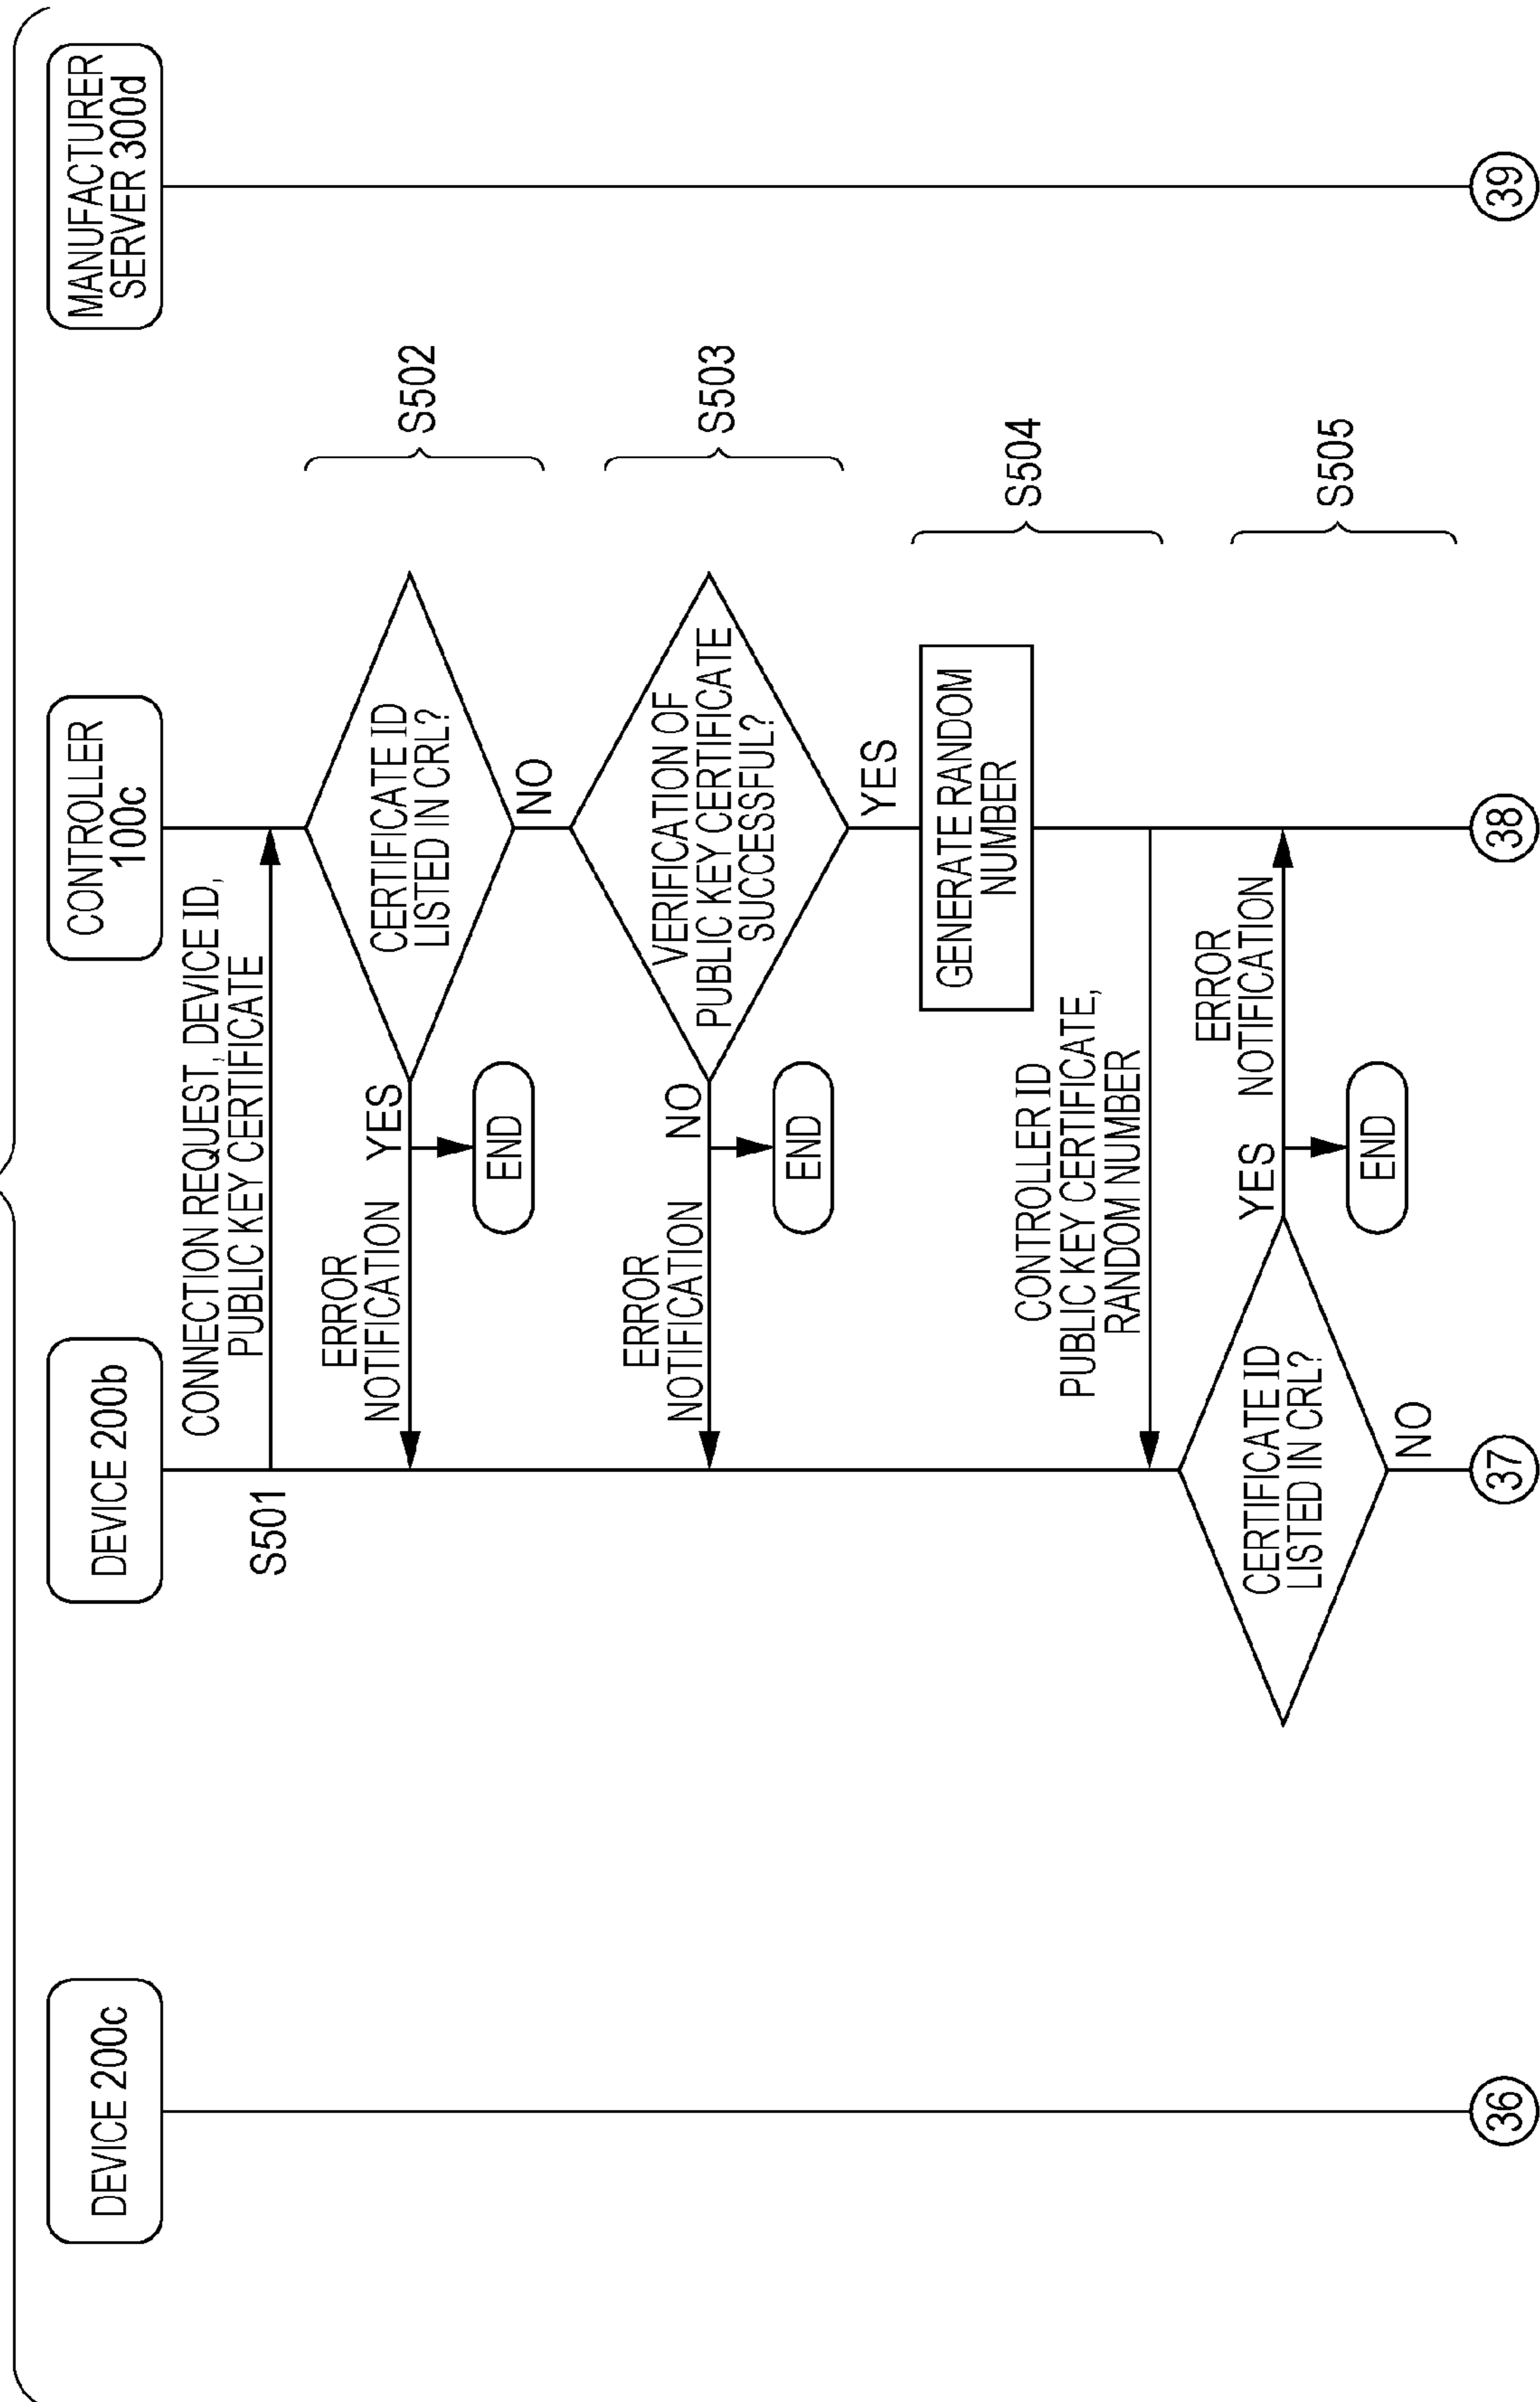 DEVICE 200c
DEVICE 200b
CONTROLLER
100c
MANUFACTURER
SERVER 300d
S501
CONNECTION REQUEST, DEVICE ID,
PUBLIC KEY CERTIFICATE
CERTIFICATE ID
LISTED IN CRL?
YES
NO
ERROR
NOTIFICATION
END
S502
VERIFICATION OF
PUBLIC KEY CERTIFICATE
SUCCESSFUL?
NO
YES
ERROR
NOTIFICATION
END
S503
GENERATE RANDOM
NUMBER
CONTROLLER ID
PUBLIC KEY CERTIFICATE,
RANDOM NUMBER
S504
CERTIFICATE ID
LISTED IN CRL?
YES
NO
ERROR
NOTIFICATION
END
S505
36
37
38
39